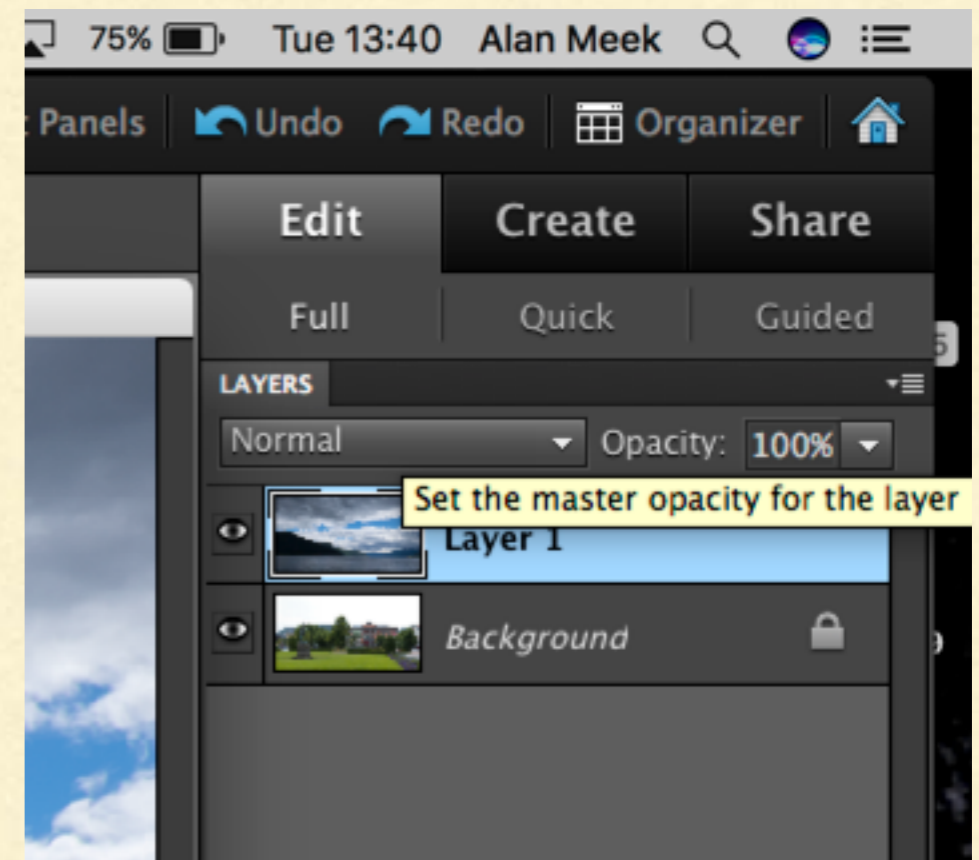 75% Tue 13:40 Alan Meek
Panels Undo Redo Organizer
Edit Create Share
Full Quick Guided
LAYERS
Normal Opacity: 100%
Set the master opacity for the layer
Layer 1
Background